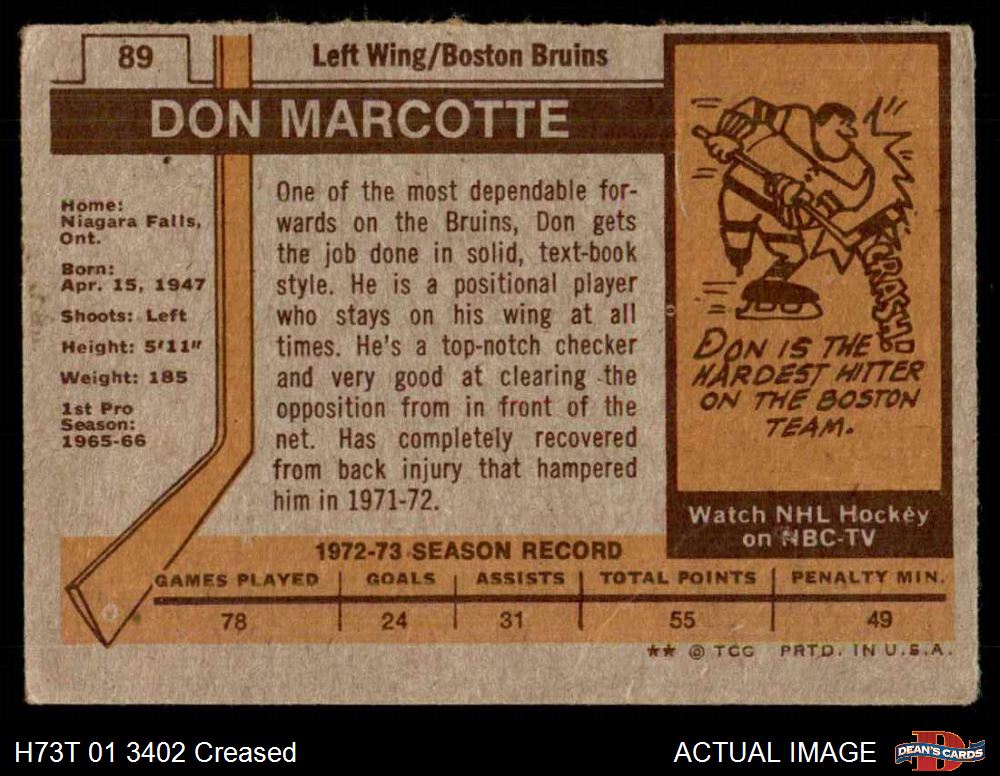 89
Left Wing/Boston Bruins
DON MARCOTTE
Home:
Niagara Falls,
Ont.
Born:
Apr. 15, 1947
Shoots: Left
Height: 5'11"
Weight: 185
1st Pro
Season:
1965-66
One of the most dependable for-
wards on the Bruins, Don gets
the job done in solid, text-book
style. He is a positional player
who stays on his wing at all
times. He's a top-notch checker
and very good at clearing the
opposition from in front of the
net. Has completely recovered
from back injury that hampered
him in 1971-72.
CRASH!
DON IS THE
HARDEST HITTER
ON THE BOSTON
TEAM.
Watch NHL Hockey
on NBC-TV
1972-73 SEASON RECORD
GAMES PLAYED GOALS ASSISTS TOTAL POINTS PENALTY MIN.
78 24 31 55 49
** © TCG PRTD. IN U.S.A.
H73T 01 3402 Creased
ACTUAL IMAGE
DEAN'S CARDS